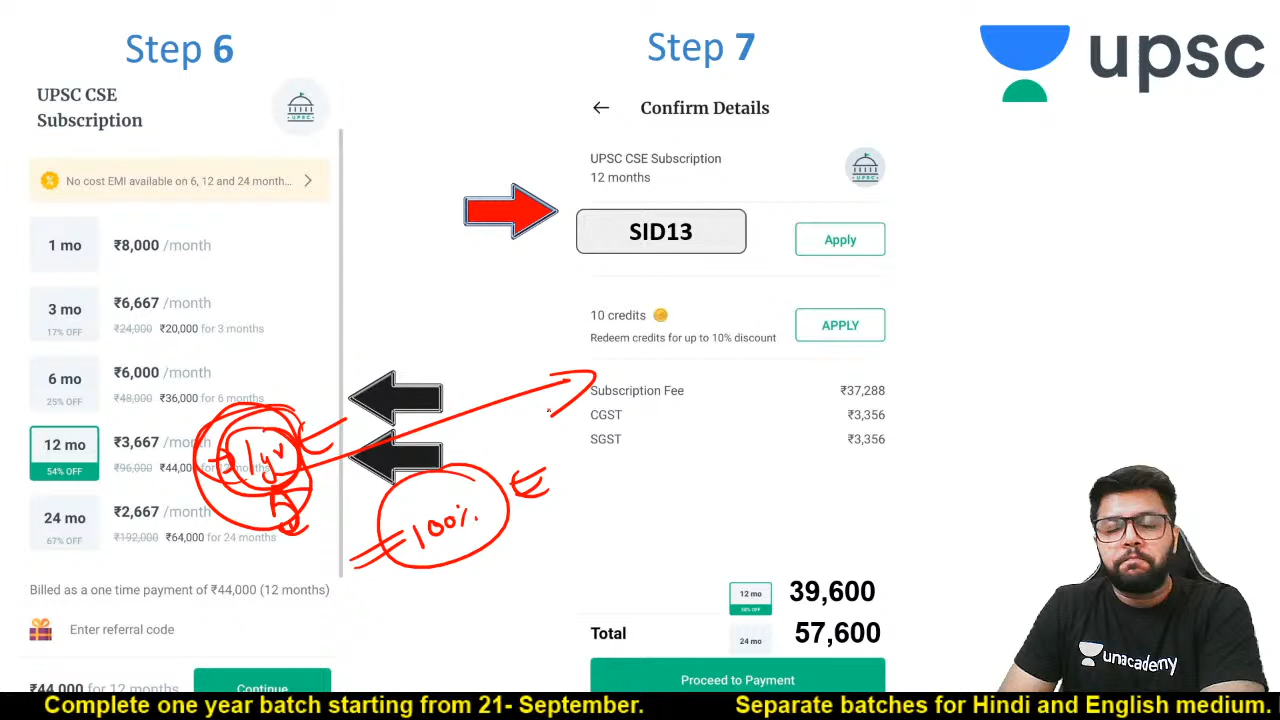 Step 6
UPSC CSE
Subscription
UPSC
No cost EMI available on 6, 12 and 24 month...
1 mo
₹8,000 /month
3 mo
17% OFF
₹6,667 /month
₹24,000 ₹20,000 for 3 months
6 mo
25% OFF
₹6,000 /month
₹48,000 ₹36,000 for 6 months
12 mo
54% OFF
₹3,667 /month
₹96,000 ₹44,000 for 12 months
1yr
24 mo
67% OFF
₹2,667 /month
₹192,000 ₹64,000 for 24 months
100%
Billed as a one time payment of ₹44,000 (12 months)
Enter referral code
₹44,000 for 12 months
Continue
Step 7
Confirm Details
UPSC CSE Subscription
12 months
UPSC
SID13
Apply
10 credits
Redeem credits for up to 10% discount
APPLY
Subscription Fee ₹37,288
CGST ₹3,356
SGST ₹3,356
12 mo
39,600
Total
24 mo
57,600
Proceed to Payment
upsc
unacademy
Complete one year batch starting from 21- September.
Separate batches for Hindi and English medium.